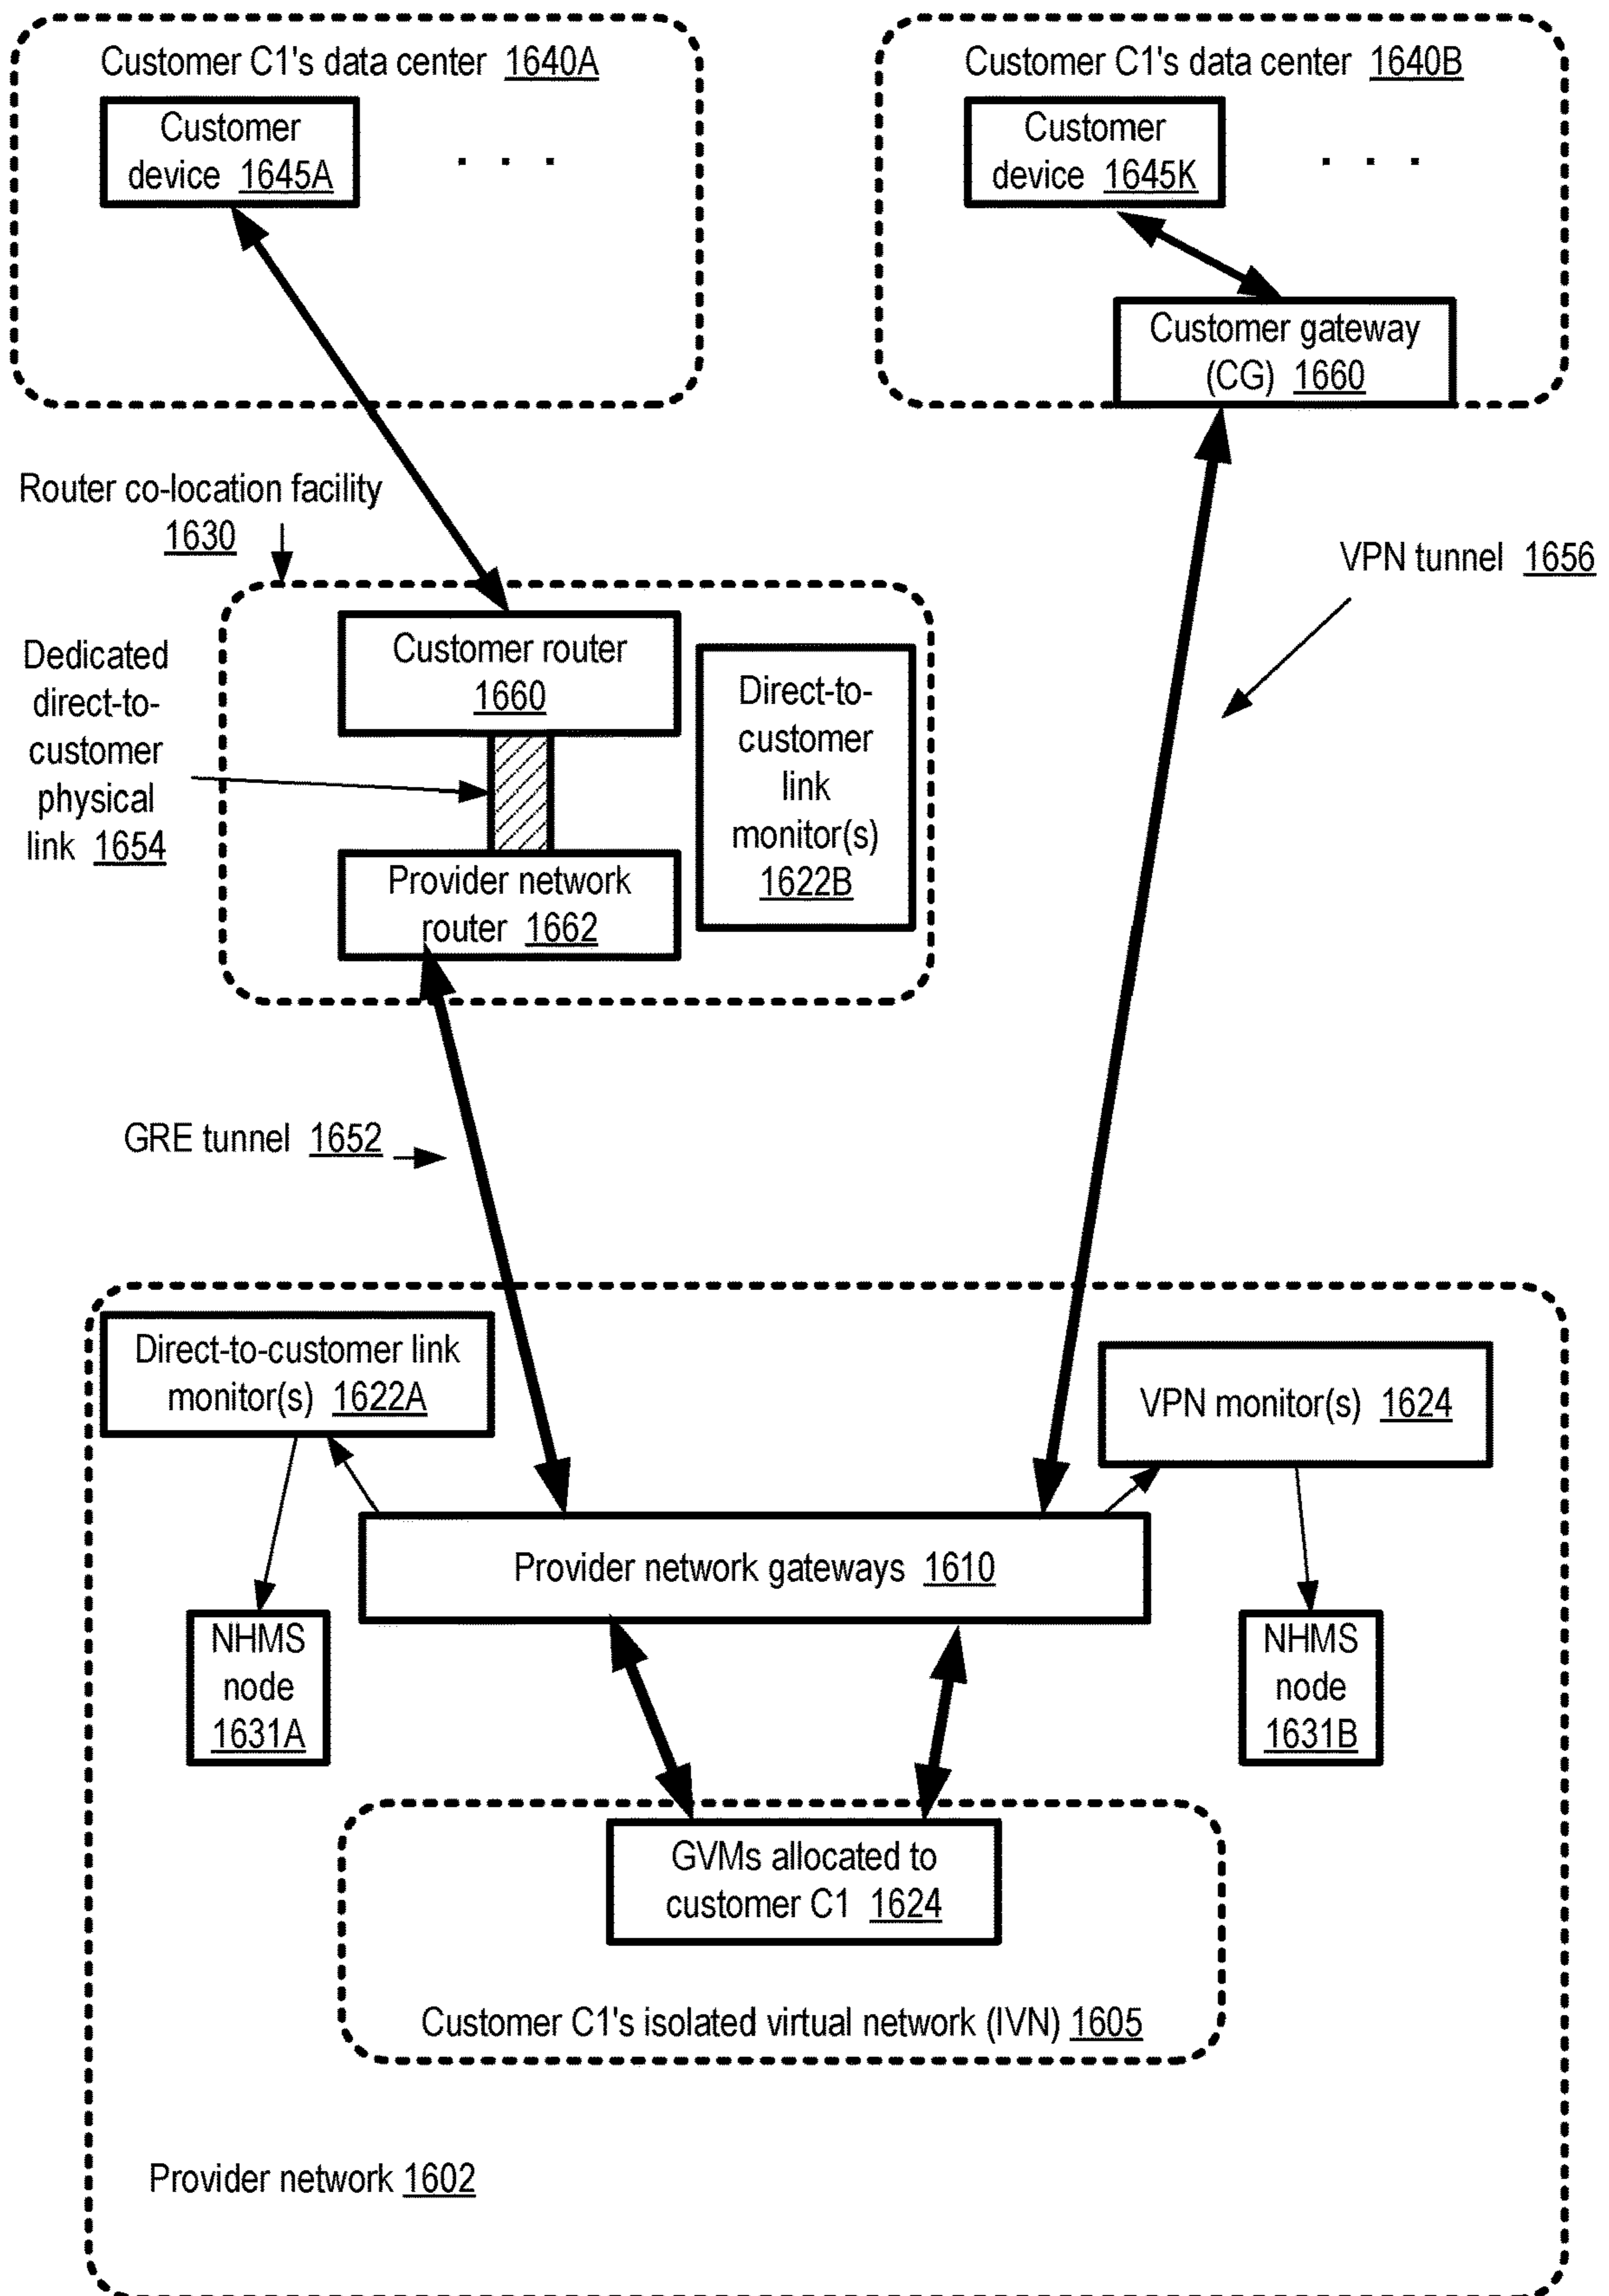 Customer C1's data center 1640A
Customer
device 1645A
. . .
Customer C1's data center 1640B
Customer
device 1645K
. . .
Customer gateway
(CG) 1660
Router co-location facility
1630
VPN tunnel 1656
Customer router
1660
Dedicated
direct-to-
customer
physical
link 1654
Direct-to-
customer
link
monitor(s)
1622B
Provider network
router 1662
GRE tunnel 1652
Direct-to-customer link
monitor(s) 1622A
VPN monitor(s) 1624
Provider network gateways 1610
NHMS
node
1631A
NHMS
node
1631B
GVMs allocated to
customer C1 1624
Customer C1's isolated virtual network (IVN) 1605
Provider network 1602